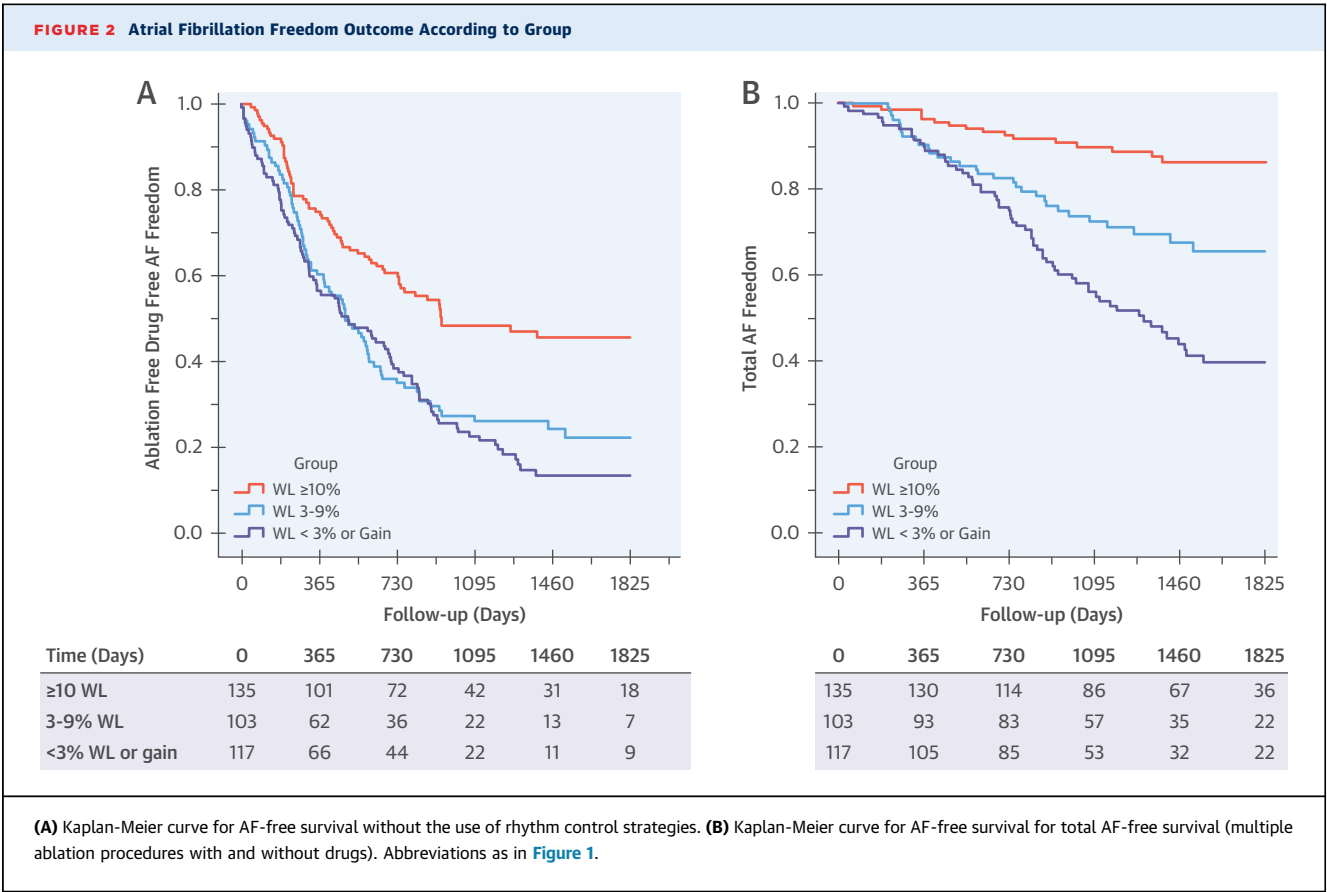 FIGURE 2 Atrial Fibrillation Freedom Outcome According to Group
A
Ablation Free Drug Free AF Freedom
1.0
0.8
0.6
0.4
0.2
0.0
Group
WL ≥10%
WL 3-9%
WL < 3% or Gain
0 365 730 1095 1460 1825
Follow-up (Days)
B
Total AF Freedom
1.0
0.8
0.6
0.4
0.2
0.0
Group
WL ≥10%
WL 3-9%
WL < 3% or Gain
0 365 730 1095 1460 1825
Follow-up (Days)
Time (Days) 0 365 730 1095 1460 1825
≥10 WL 135 101 72 42 31 18
3-9% WL 103 62 36 22 13 7
<3% WL or gain 117 66 44 22 11 9
0 365 730 1095 1460 1825
135 130 114 86 67 36
103 93 83 57 35 22
117 105 85 53 32 22
(A) Kaplan-Meier curve for AF-free survival without the use of rhythm control strategies. (B) Kaplan-Meier curve for AF-free survival for total AF-free survival (multiple
ablation procedures with and without drugs). Abbreviations as in Figure 1.